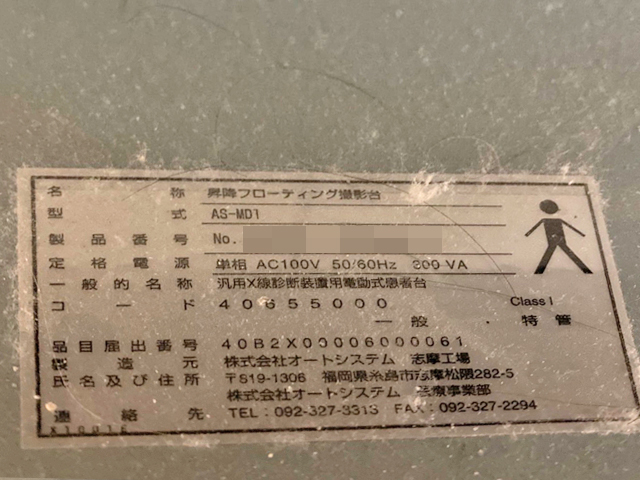 名 称 昇降フローティング撮影台
型 式 AS-MD1
製品番号 No.
定格電源 単相 AC100V 50/60Hz 300 VA
一般的名称 汎用X線診断装置用電動式患者台
コード 40655000 Class I
一般 ・ 特管
品目届出番号 40B2X00006000061
製造元 株式会社オートシステム 志摩工場
氏名及び住所 〒819-1306 福岡県糸島市志摩松隈282-5
株式会社オートシステム 医療事業部
連絡先 TEL:092-327-3313 FAX:092-327-2294